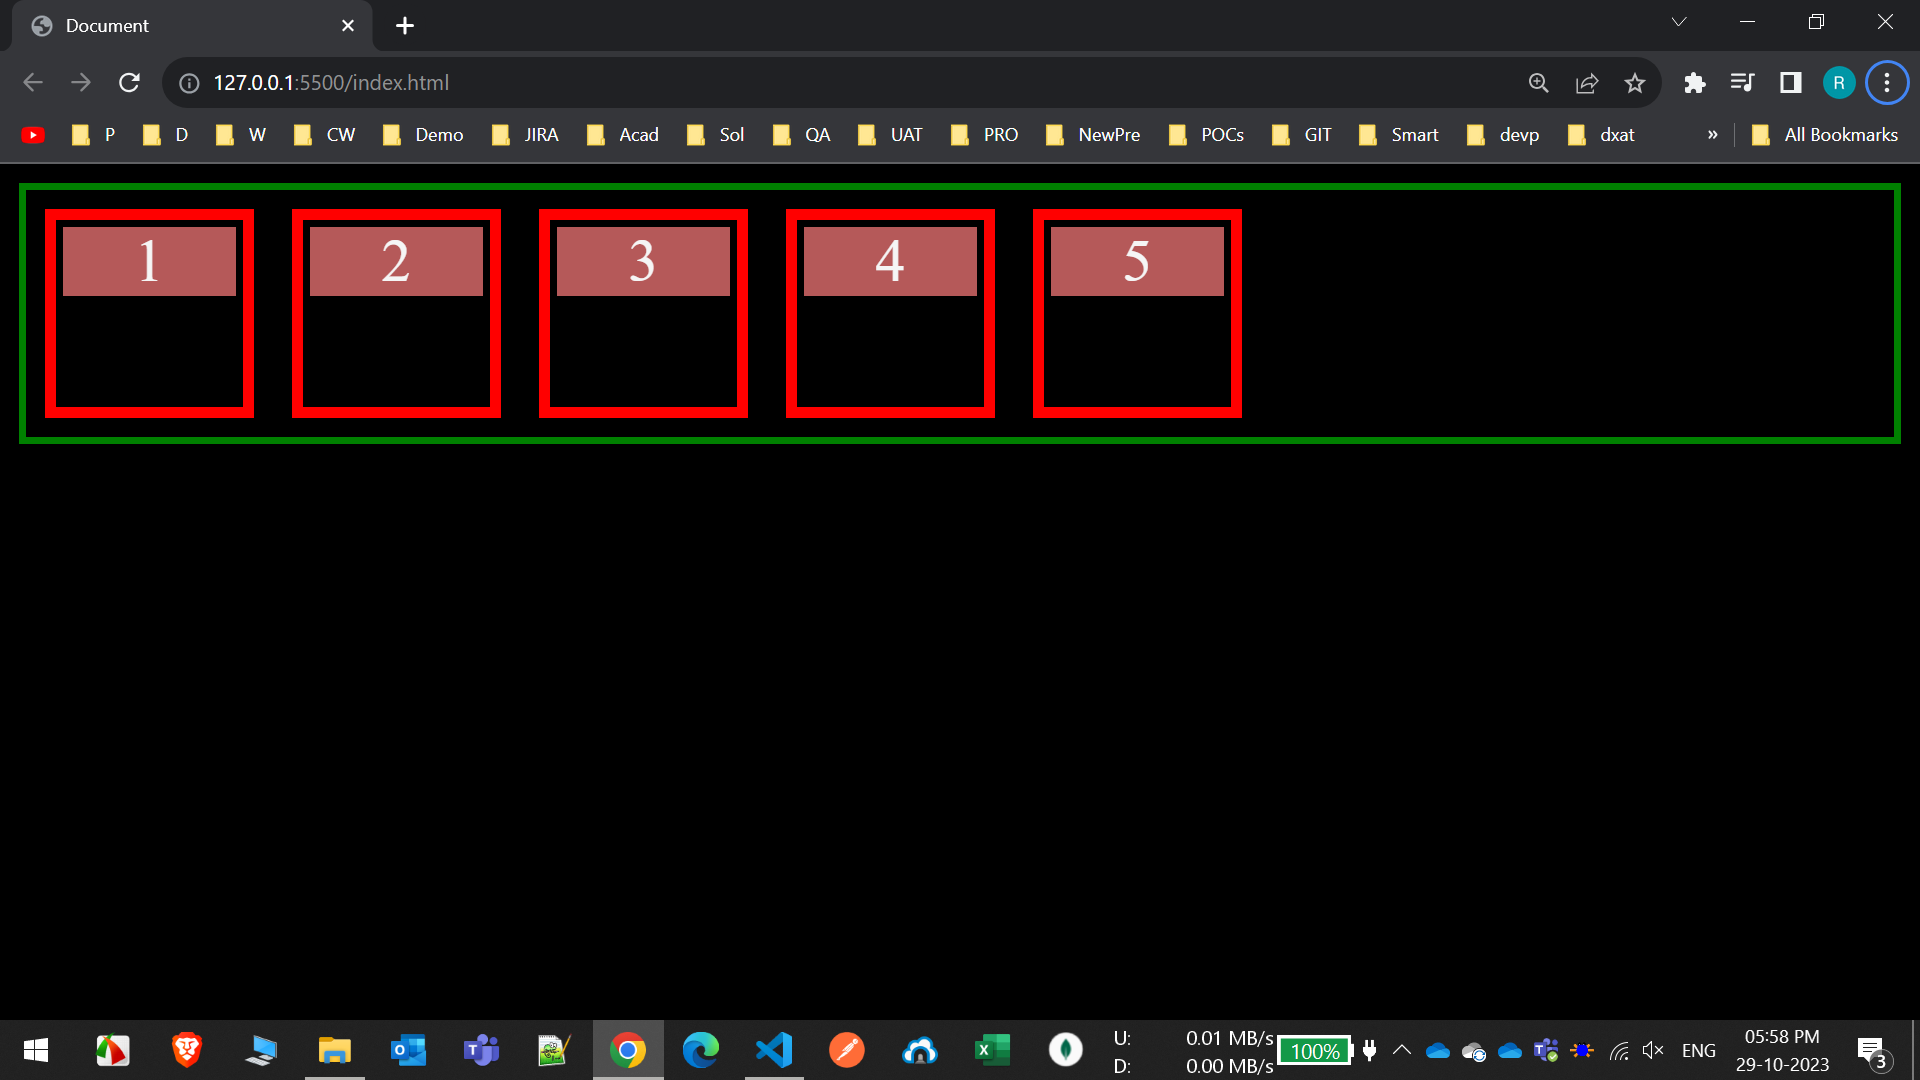 Document
127.0.0.1:5500/index.html
R
P D W CW Demo JIRA Acad Sol QA UAT PRO NewPre POCs GIT Smart devp dxat » All Bookmarks
1 2 3 4 5
U: 0.01 MB/s
D: 0.00 MB/s
100%
ENG
05:58 PM
29-10-2023
3